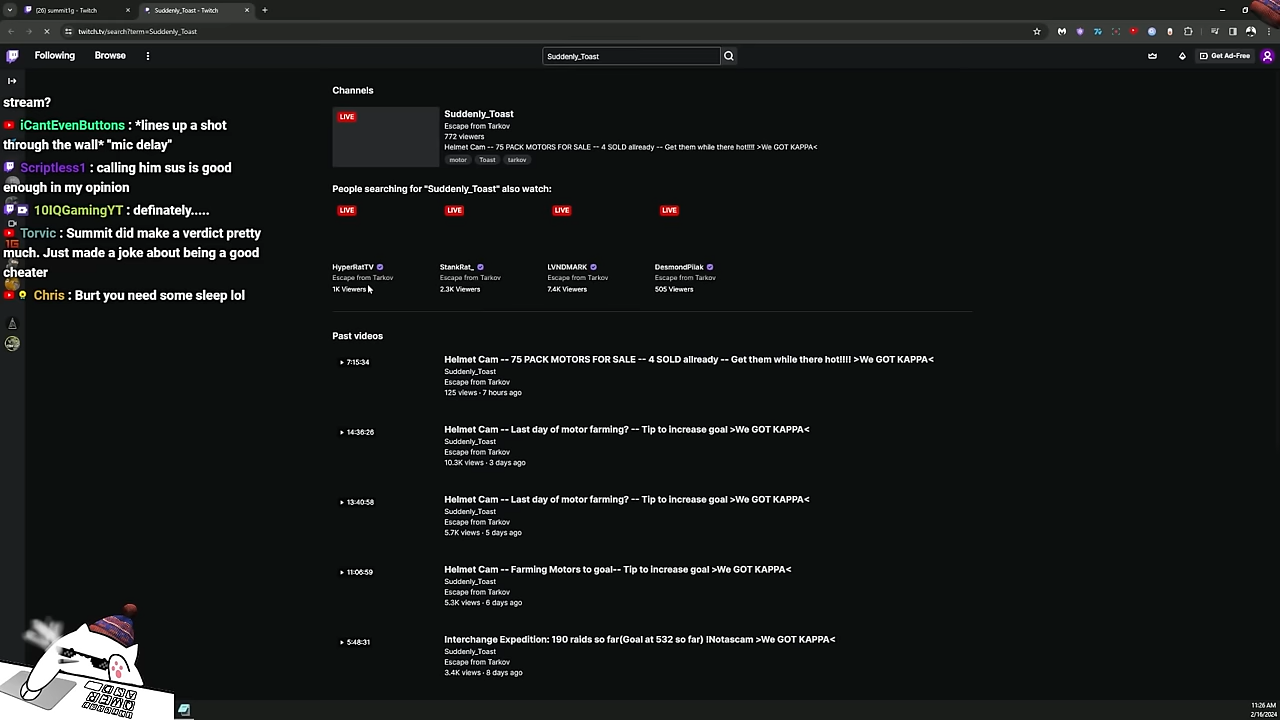 (26) summit1g - Twitch
Suddenly_Toast - Twitch
twitch.tv/search?term=Suddenly_Toast
Following
Browse
Suddenly_Toast
Get Ad-Free
stream?
iCantEvenButtons : *lines up a shot
through the wall* "mic delay"
Scriptless1 : calling him sus is good
enough in my opinion
10IQGamingYT : definately.....
Torvic : Summit did make a verdict pretty
much. Just made a joke about being a good
cheater
Chris : Burt you need some sleep lol
Channels
LIVE
Suddenly_Toast
Escape from Tarkov
772 viewers
Helmet Cam -- 75 PACK MOTORS FOR SALE -- 4 SOLD already -- Get them while there hot!!!! >We GOT KAPPA<
motor Toast tarkov
People searching for "Suddenly_Toast" also watch:
LIVE LIVE LIVE LIVE
HyperRatTV StankRat_ LVNDMARK DesmondPilak
Escape from Tarkov Escape from Tarkov Escape from Tarkov Escape from Tarkov
1K Viewers 2.3K Viewers 7.4K Viewers 505 Viewers
Past videos
7:15:34
Helmet Cam -- 75 PACK MOTORS FOR SALE -- 4 SOLD allready -- Get them while there hot!!!! >We GOT KAPPA<
Suddenly_Toast
Escape from Tarkov
125 views · 7 hours ago
14:36:26
Helmet Cam -- Last day of motor farming? -- Tip to increase goal >We GOT KAPPA<
Suddenly_Toast
Escape from Tarkov
10.3K views · 3 days ago
13:40:58
Helmet Cam -- Last day of motor farming? -- Tip to increase goal >We GOT KAPPA<
Suddenly_Toast
Escape from Tarkov
5.7K views · 5 days ago
11:06:59
Helmet Cam -- Farming Motors to goal-- Tip to increase goal >We GOT KAPPA<
Suddenly_Toast
Escape from Tarkov
5.3K views · 6 days ago
5:48:31
Interchange Expedition: 190 raids so far(Goal at 532 so far) !Notascam >We GOT KAPPA<
Suddenly_Toast
Escape from Tarkov
3.4K views · 8 days ago
11:26 AM
2/16/2024